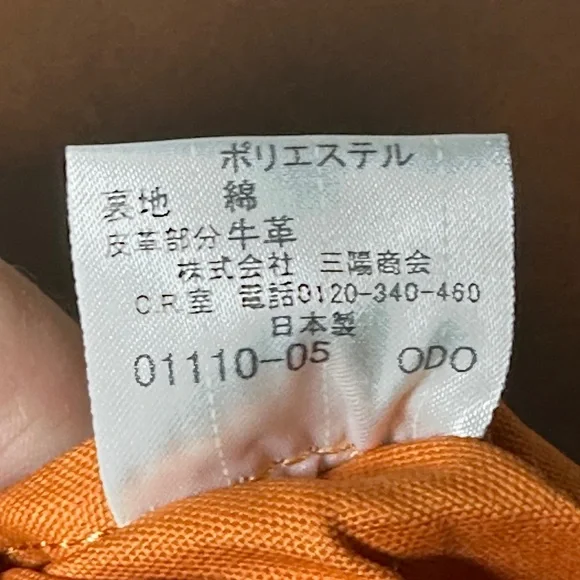 ポリエステル
裏地 綿
皮革部分 牛革
株式会社 三陽商会
C.R室 電話0120-340-460
日本製
01110-05 ODO